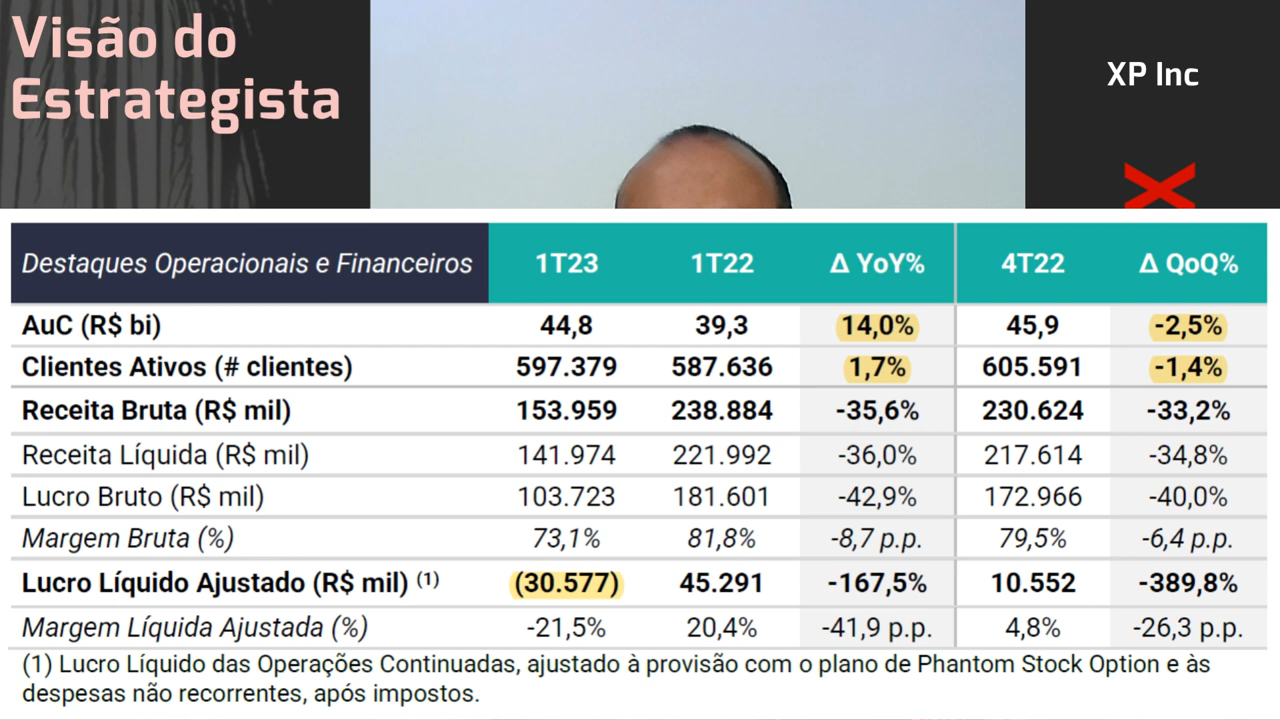 Visão do
Estrategista
XP Inc
Destaques Operacionais e Financeiros 1T23 1T22 Δ YoY% 4T22 Δ QoQ%
AuC (R$ bi) 44,8 39,3 14,0% 45,9 -2,5%
Clientes Ativos (# clientes) 597.379 587.636 1,7% 605.591 -1,4%
Receita Bruta (R$ mil) 153.959 238.884 -35,6% 230.624 -33,2%
Receita Líquida (R$ mil) 141.974 221.992 -36,0% 217.614 -34,8%
Lucro Bruto (R$ mil) 103.723 181.601 -42,9% 172.966 -40,0%
Margem Bruta (%) 73,1% 81,8% -8,7 p.p. 79,5% -6,4 p.p.
Lucro Líquido Ajustado (R$ mil) (1) (30.577) 45.291 -167,5% 10.552 -389,8%
Margem Líquida Ajustada (%) -21,5% 20,4% -41,9 p.p. 4,8% -26,3 p.p.
(1) Lucro Líquido das Operações Continuadas, ajustado à provisão com o plano de Phantom Stock Option e às
despesas não recorrentes, após impostos.